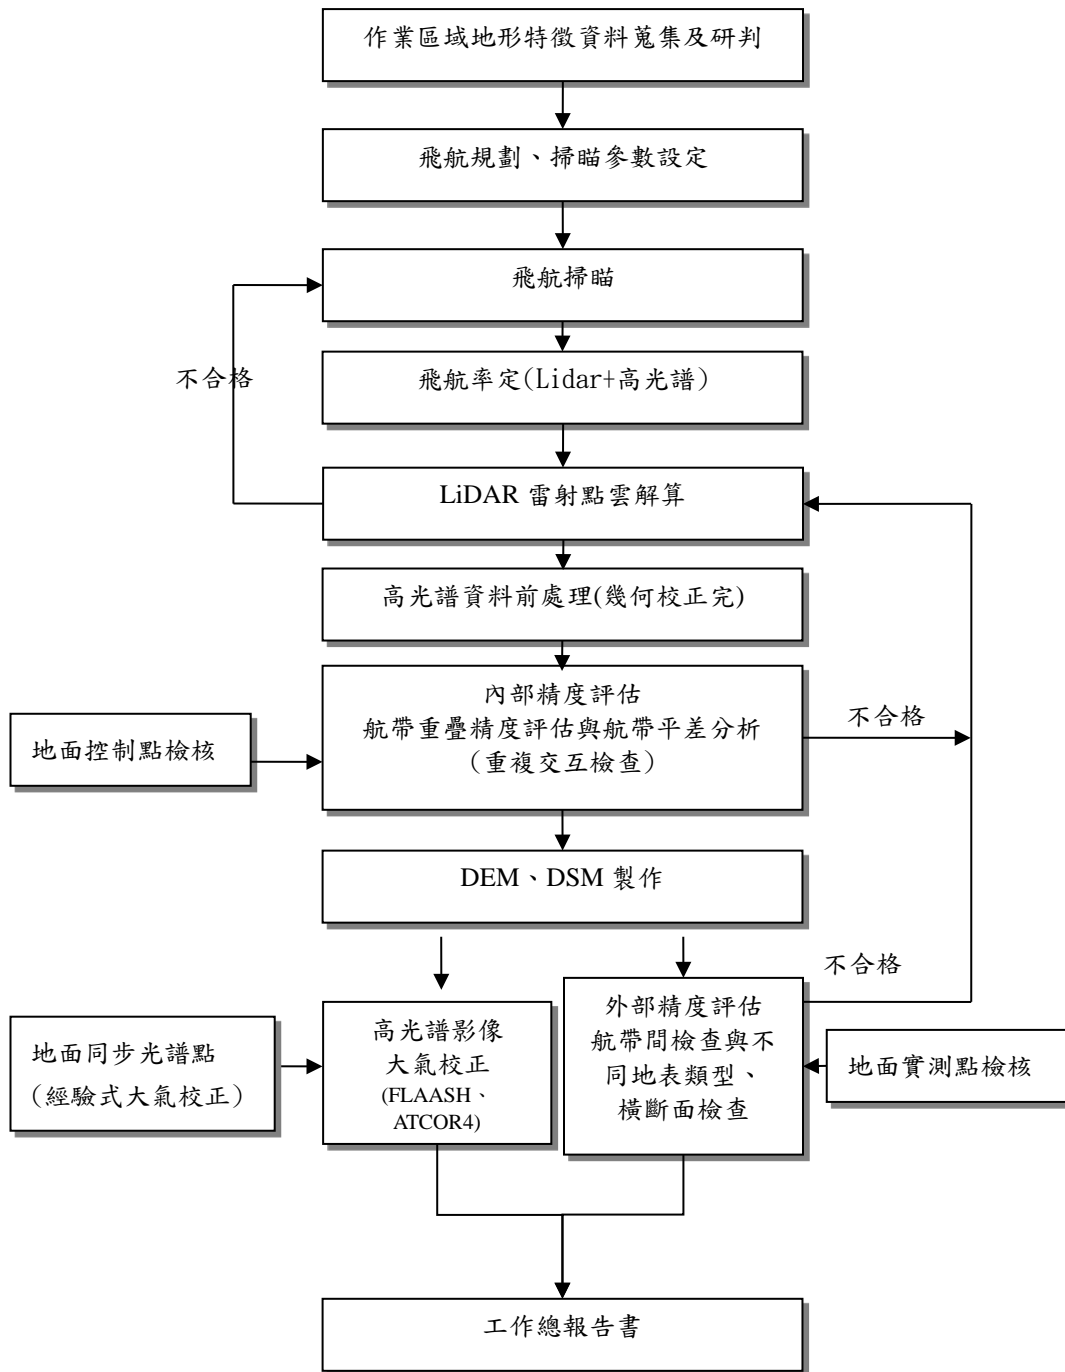 作業區域地形特徵資料蒐集及研判
飛航規劃、掃瞄參數設定
飛航掃瞄
不合格
飛航率定(Lidar+高光譜)
LiDAR 雷射點雲解算
高光譜資料前處理(幾何校正完)
內部精度評估
航帶重疊精度評估與航帶平差分析
（重複交互檢查）
不合格
地面控制點檢核
DEM、DSM 製作
不合格
高光譜影像
大氣校正
(FLAASH、
ATCOR4)
外部精度評估
航帶間檢查與不
同地表類型、
橫斷面檢查
地面同步光譜點
（經驗式大氣校正）
地面實測點檢核
工作總報告書